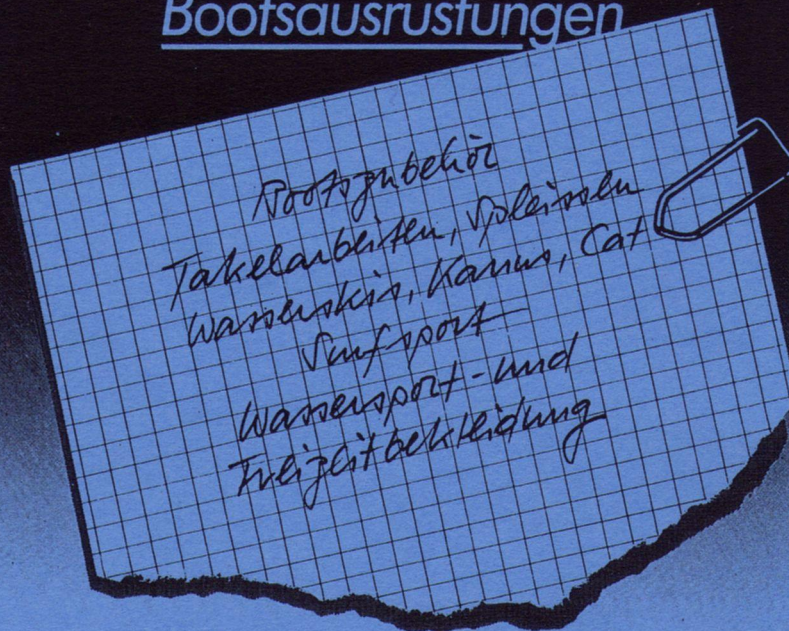 Bootsausrüstungen
Bootszubehör
Takelarbeiten, Spleissen
Wasserskis, Kanus, Cat
Surfsport
Wassersport- und
Freizeitbekleidung